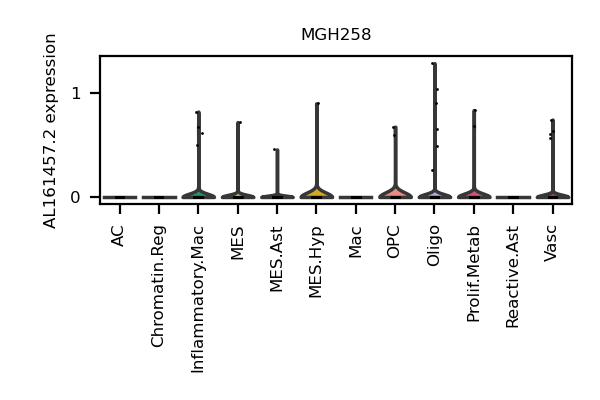 MGH258
AL161457.2 expression
1
0
AC
Chromatin.Reg
Inflammatory.Mac
MES
MES.Ast
MES.Hyp
Mac
OPC
Oligo
Prolif.Metab
Reactive.Ast
Vasc